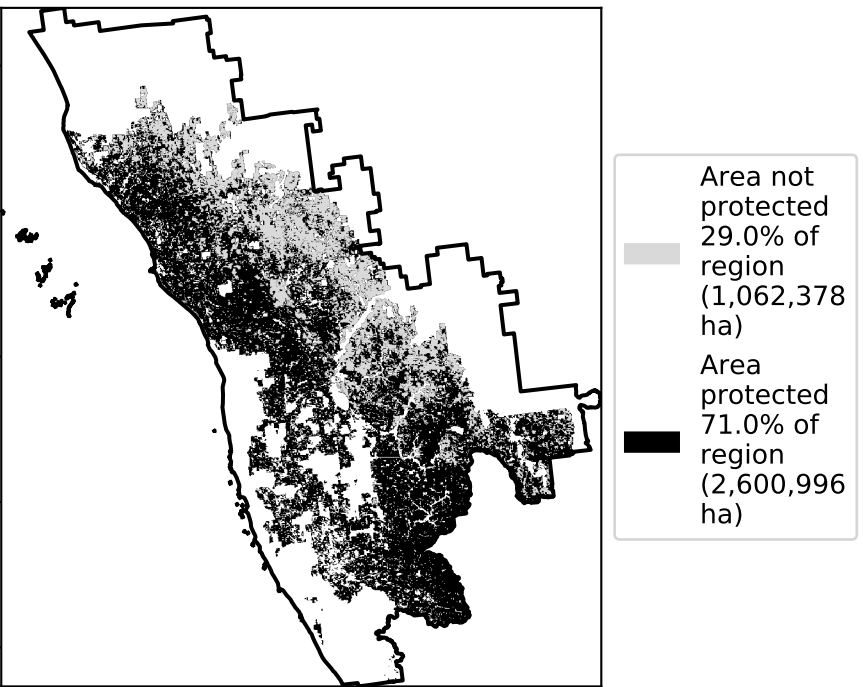 Area not
protected
29.0% of
region
(1,062,378
ha)
Area
protected
71.0% of
region
(2,600,996
ha)